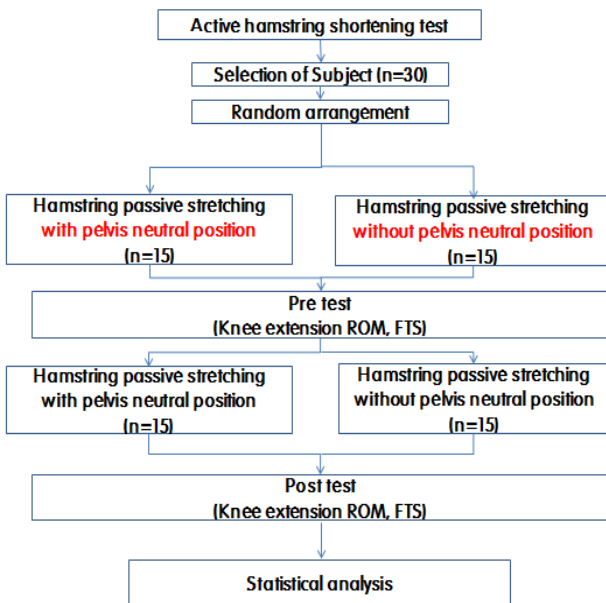 Active hamstring shortening test
Selection of Subject (n=30)
Random arrangement
Hamstring passive stretching
with pelvis neutral position
(n=15)
Hamstring passive stretching
without pelvis neutral position
(n=15)
Pre test
(Knee extension ROM, FTS)
Hamstring passive stretching
with pelvis neutral position
(n=15)
Hamstring passive stretching
without pelvis neutral position
(n=15)
Post test
(Knee extension ROM, FTS)
Statistical analysis